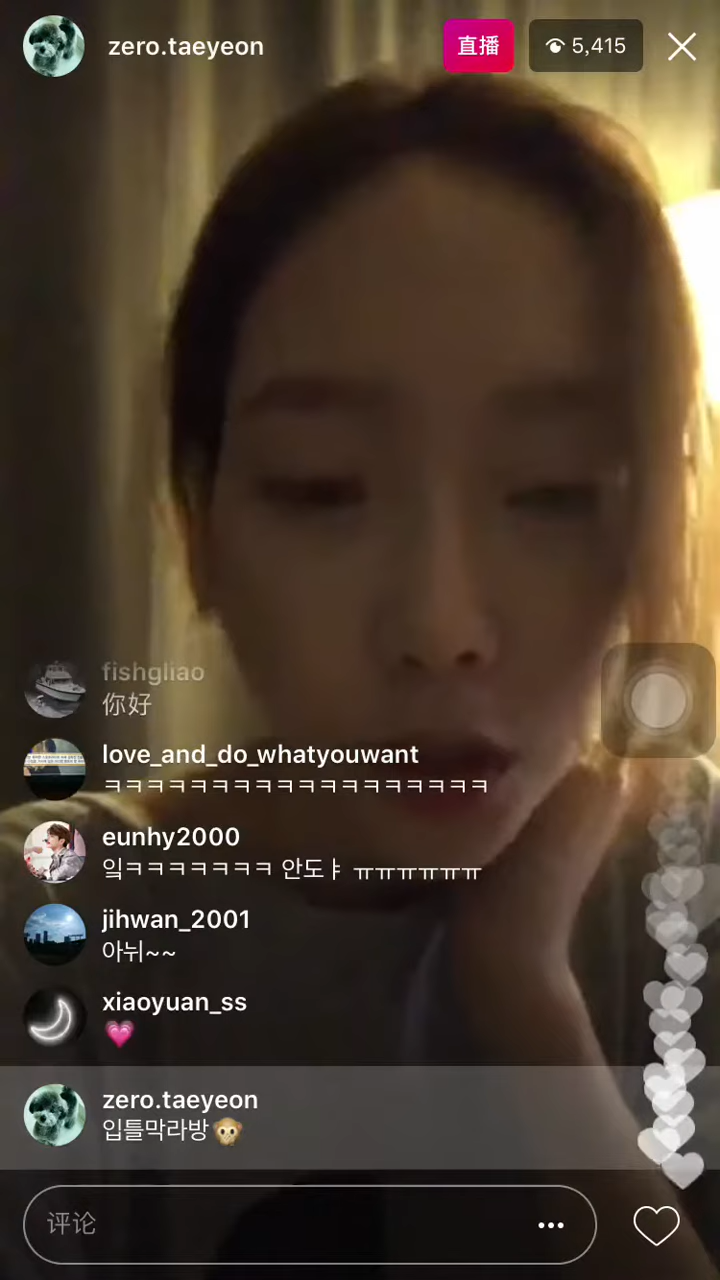 zero.taeyeon
直播
5,415
fishgliao
你好
love_and_do_whatyouwant
ㅋㅋㅋㅋㅋㅋㅋㅋㅋㅋㅋㅋㅋㅋㅋㅋㅋㅋ
eunhy2000
잌ㅋㅋㅋㅋㅋㅋㅋ 안도ㅑ ㅠㅠㅠㅠㅠㅠ
jihwan_2001
아뉘~~
xiaoyuan_ss
💗
zero.taeyeon
입틀막라방🙊
评论